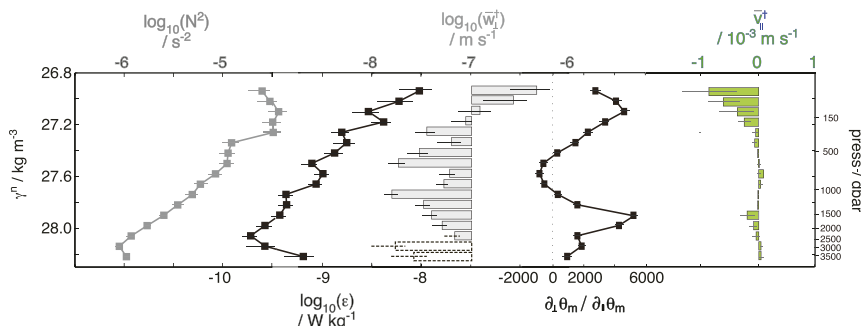 log₁₀(N²)
/ s⁻²
log₁₀(w̅⊥†)
/ m s⁻¹
v̅∥†
/ 10⁻³ m s⁻¹
-6 -5 -8 -7 -6 -1 0 1
26.8
27.2
27.6
28.0
γⁿ / kg m⁻³
150
500
1000
1500
2000
2500
3000
3500
press·/ dbar
-10 -9 -8 -2000 0 2000 6000
log₁₀(ε)
/ W kg⁻¹
∂⊥θₘ / ∂∥θₘ